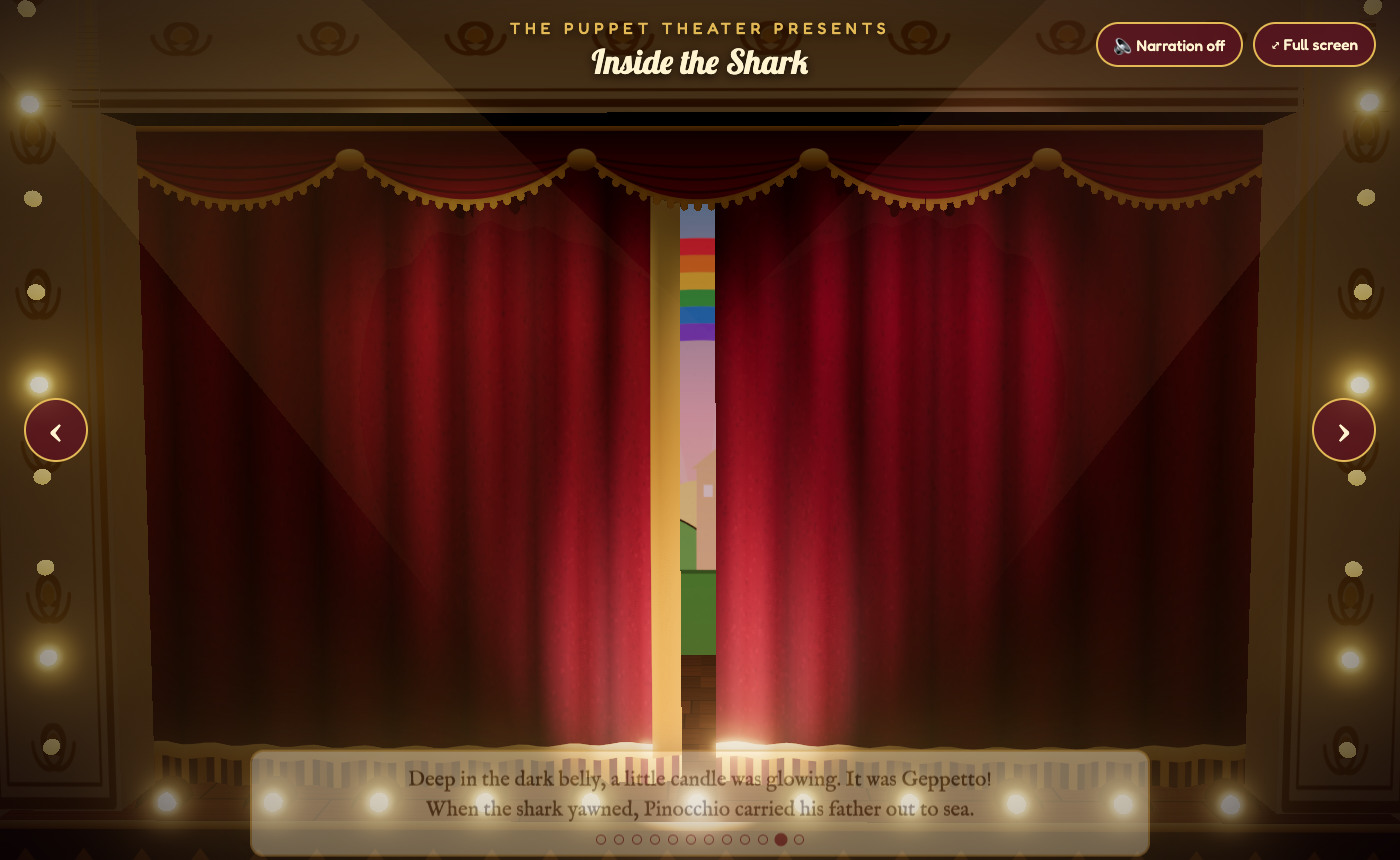 THE PUPPET THEATER PRESENTS
Inside the Shark
Narration off
Full screen
Deep in the dark belly, a little candle was glowing. It was Geppetto!
When the shark yawned, Pinocchio carried his father out to sea.